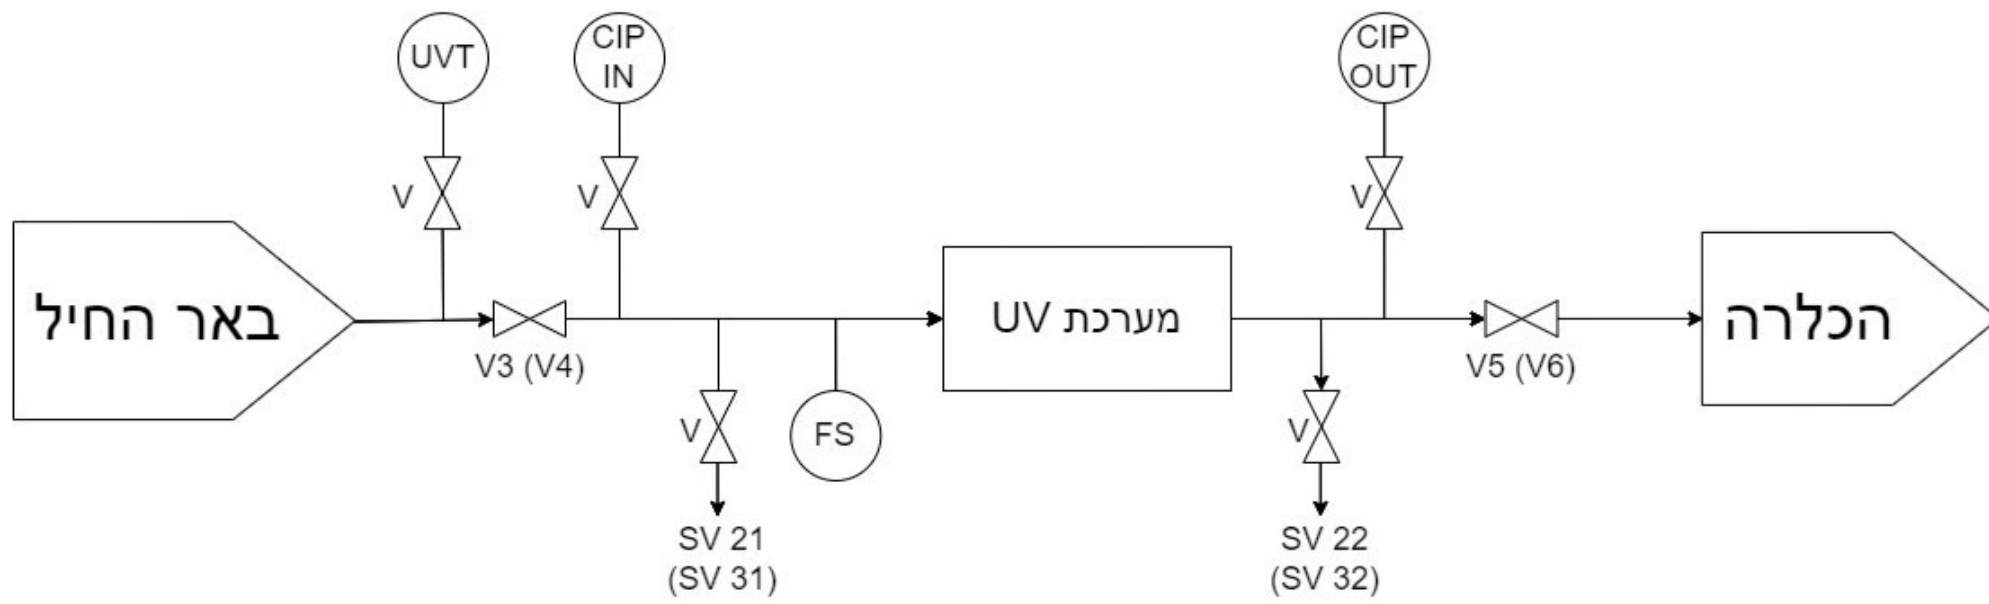 UVT
CIP
IN
CIP
OUT
V
V
V
באר החיל
V3 (V4)
מערכת UV
V5 (V6)
הכלרה
V
FS
V
SV 21
(SV 31)
SV 22
(SV 32)